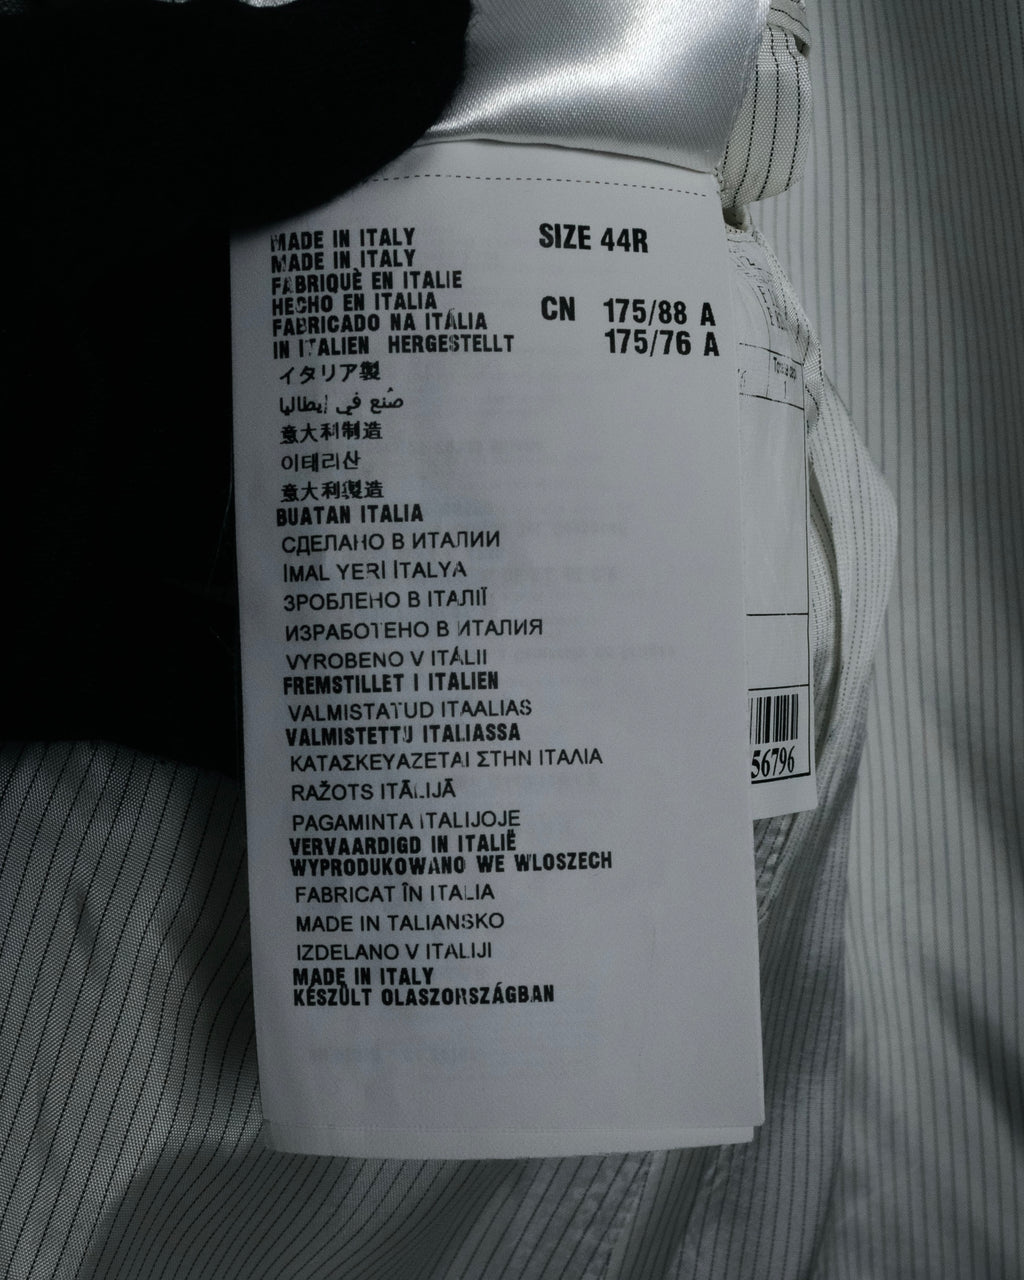 MADE IN ITALY
MADE IN ITALY
FABRIQUÈ EN ITALIE
HECHO EN ITALIA
FABRICADO NA ITÁLIA
IN ITALIEN HERGESTELLT
イタリア製
صُنع في إيطاليا
意大利制造
이태리산
意大利製造
BUATAN ITALIA
СДЕЛАНО В ИТАЛИИ
İMAL YERİ İTALYA
ЗРОБЛЕНО В ІТАЛІЇ
ИЗРАБОТЕНО В ИТАЛИЯ
VYROBENO V ITÁLII
FREMSTILLET I ITALIEN
VALMISTATUD ITAALIAS
VALMISTETTU ITALIASSA
ΚΑΤΑΣΚΕΥΑΖΕΤΑΙ ΣΤΗΝ ΙΤΑΛΙΑ
RAŽOTS ITĀLIJĀ
PAGAMINTA ITALIJOJE
VERVAARDIGD IN ITALIË
WYPRODUKOWANO WE WLOSZECH
FABRICAT ÎN ITALIA
MADE IN TALIANSKO
IZDELANO V ITALIJI
MADE IN ITALY
KÉSZÜLT OLASZORSZÁGBAN
SIZE 44R
CN 175/88 A
175/76 A
56796